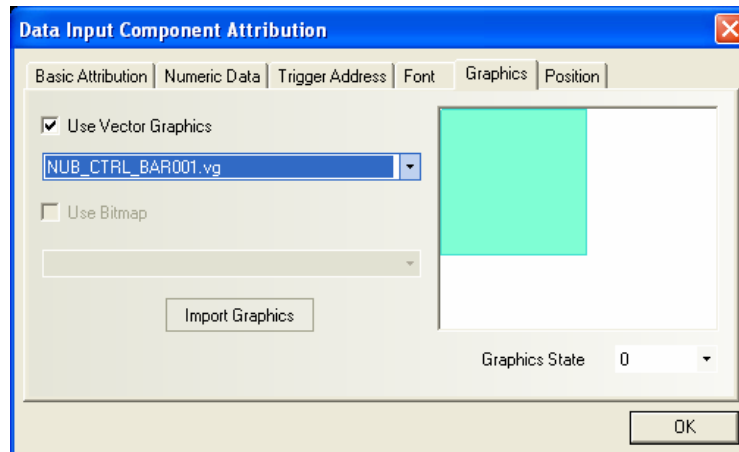 Data Input Component Attribution
Basic Attribution Numeric Data Trigger Address Font Graphics Position
Use Vector Graphics
NUB_CTRL_BAR001.vg
Use Bitmap
Import Graphics
Graphics State 0
OK